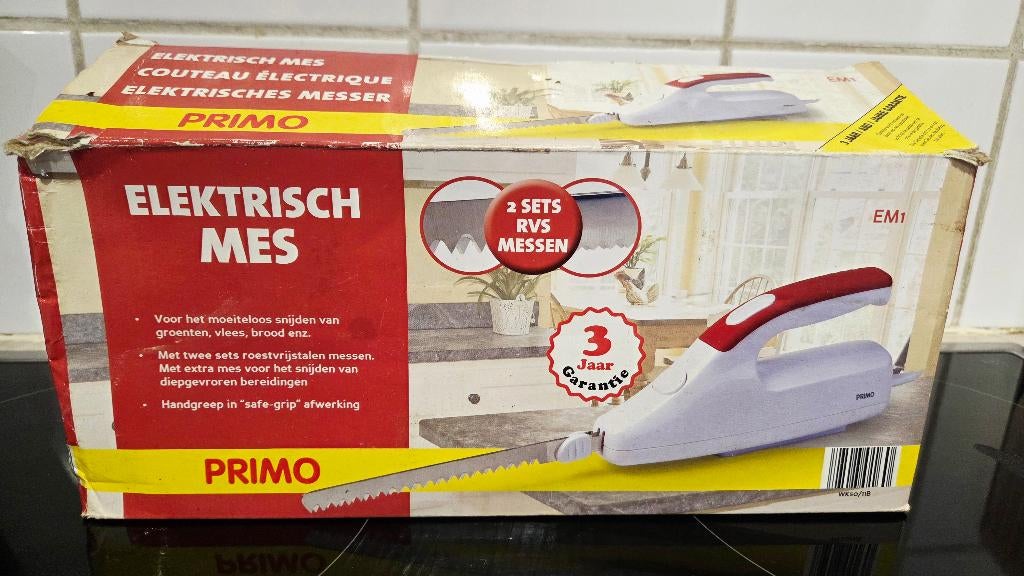 ELEKTRISCH MES
COUTEAU ÉLECTRIQUE
ELEKTRISCHES MESSER
PRIMO
EM1
ELEKTRISCH
MES
2 SETS
RVS
MESSEN
EM1
• Voor het moeiteloos snijden van
groenten, vlees, brood enz.
• Met twee sets roestvrijstalen messen.
Met extra mes voor het snijden van
diepgevroren bereidingen
• Handgreep in "safe-grip" afwerking
3
Jaar
Garantie
PRIMO
PRIMO
WK50/11B